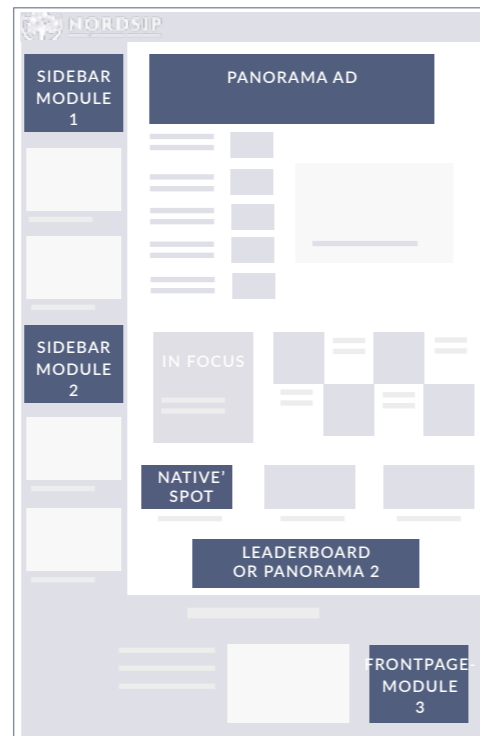 NORDSIP
SIDEBAR
MODULE
1
PANORAMA AD
SIDEBAR
MODULE
2
IN FOCUS
NATIVE’
SPOT
LEADERBOARD
OR PANORAMA 2
FRONTPAGE-
MODULE
3